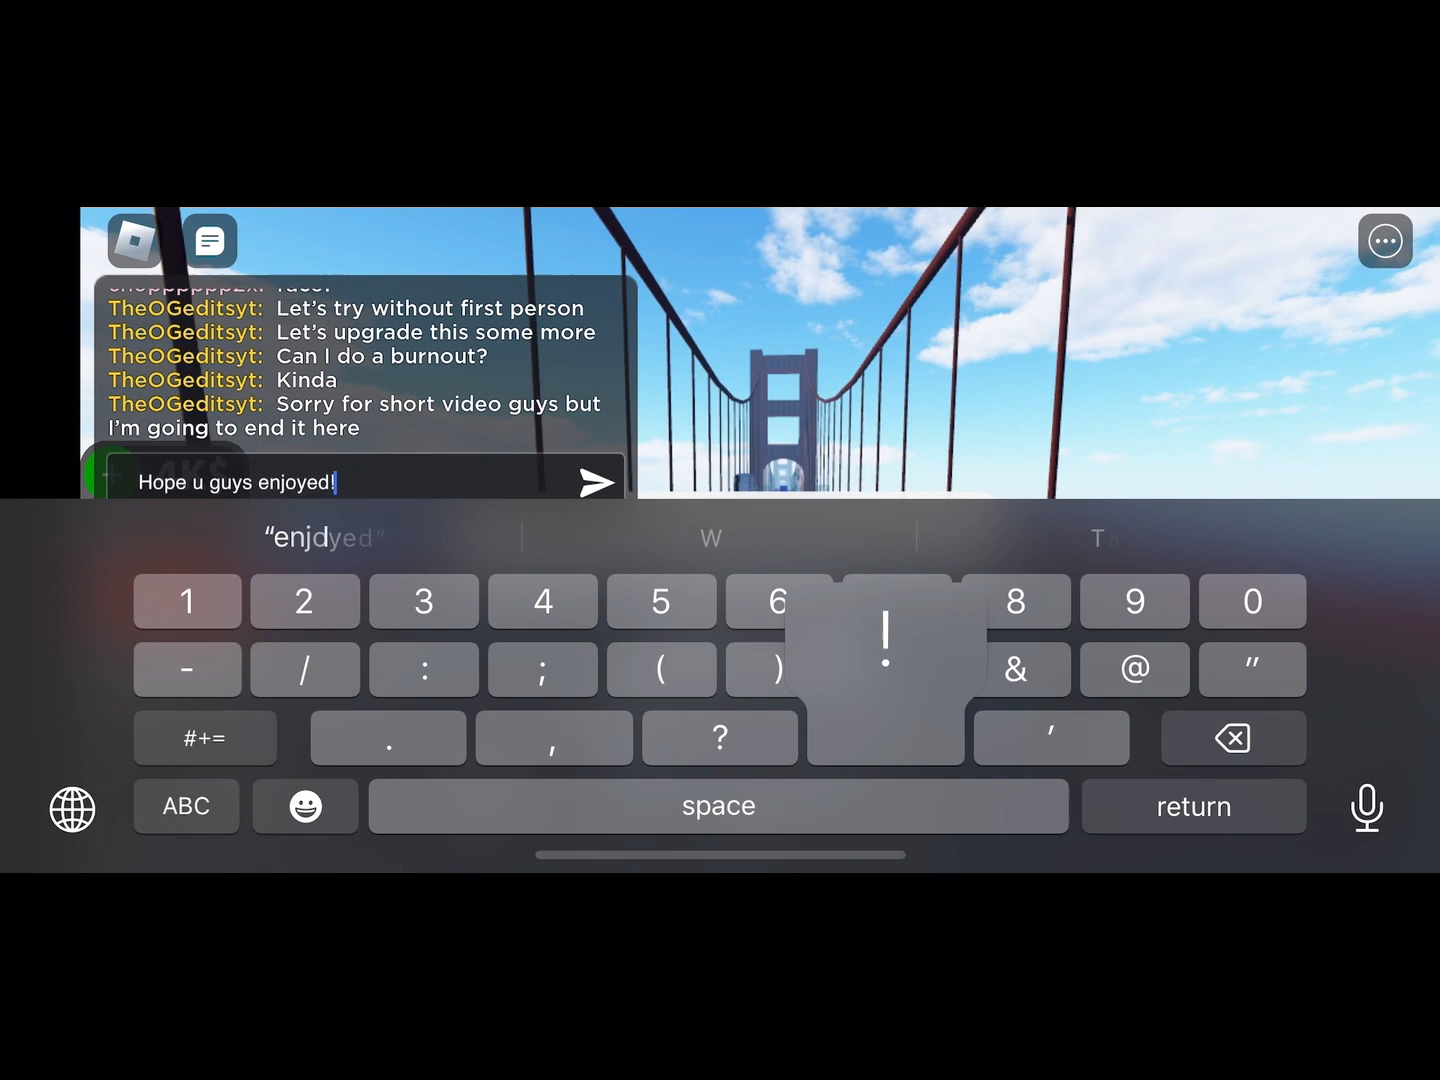 TheOGeditsyt: Let's try without first person
TheOGeditsyt: Let's upgrade this some more
TheOGeditsyt: Can I do a burnout?
TheOGeditsyt: Kinda
TheOGeditsyt: Sorry for short video guys but
I'm going to end it here
Hope u guys enjoyed!
“enjoyed” W Th
1 2 3 4 5 6 8 9 0
- / : ; ( ) ! & @ "
#+= . , ? '
ABC space return